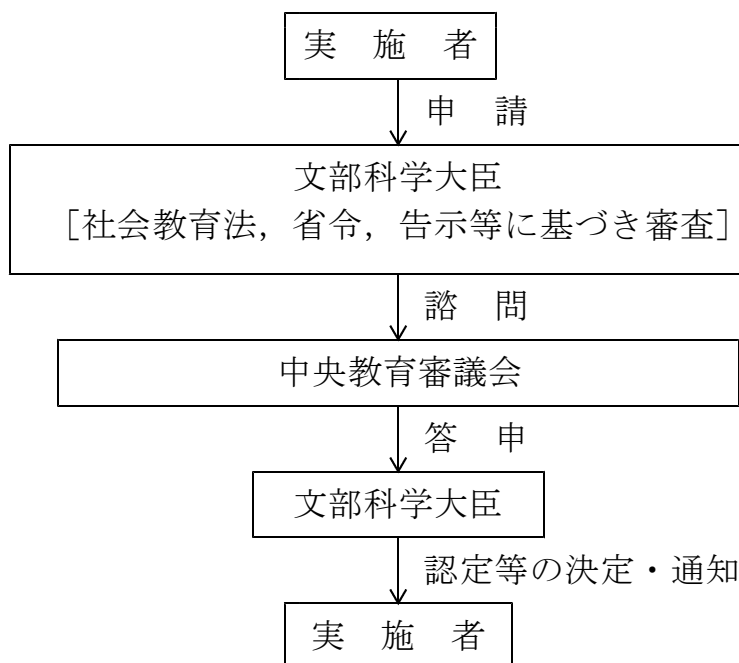 実　施　者
申　請
文部科学大臣
［社会教育法，省令，告示等に基づき審査］
諮　問
中央教育審議会
答　申
文部科学大臣
認定等の決定・通知
実　施　者